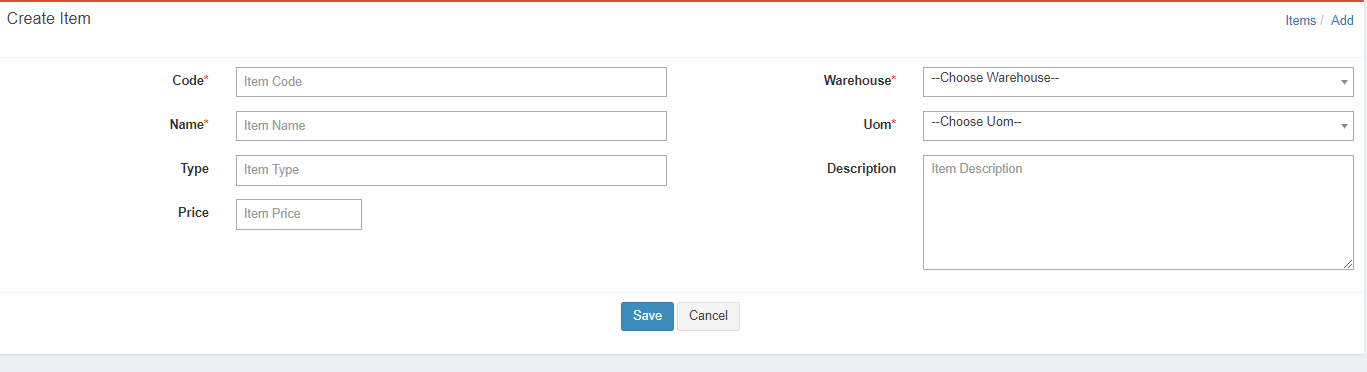 Create Item
Items / Add
Code*
Item Code
Name*
Item Name
Type
Item Type
Price
Item Price
Warehouse*
--Choose Warehouse--
Uom*
--Choose Uom--
Description
Item Description
Save
Cancel